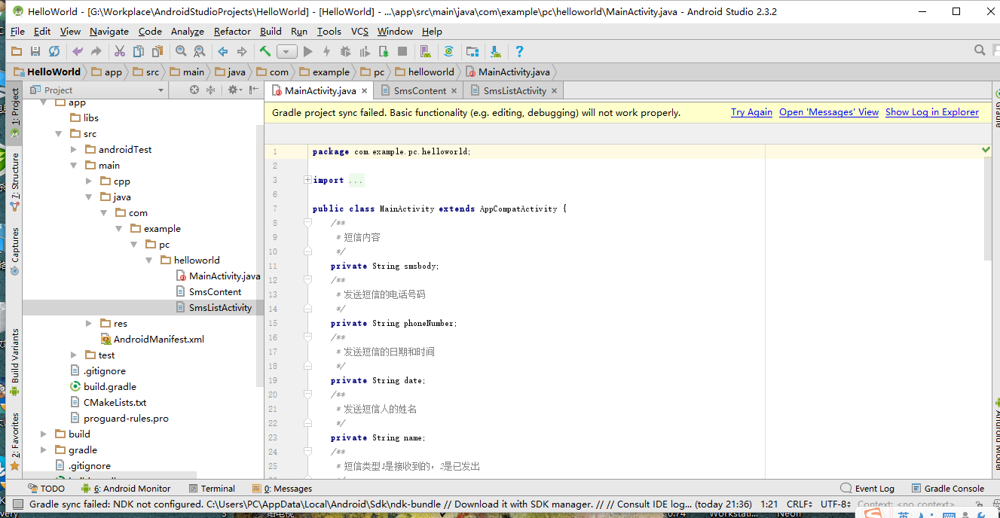 HelloWorld - [G:\Workplace\AndroidStudioProjects\HelloWorld] - [HelloWorld] - ...\app\src\main\java\com\example\pc\helloworld\MainActivity.java - Android Studio 2.3.2
File Edit View Navigate Code Analyze Refactor Build Run Tools VCS Window Help
HelloWorld app src main java com example pc helloworld MainActivity.java
1: Project
7: Structure
Captures
Build Variants
2: Favorites
Project
app
libs
src
androidTest
main
cpp
java
com
example
pc
helloworld
MainActivity.java
SmsContent
SmsListActivity
res
AndroidManifest.xml
test
.gitignore
build.gradle
CMakeLists.txt
proguard-rules.pro
build
gradle
.gitignore
MainActivity.java SmsContent SmsListActivity
Gradle project sync failed. Basic functionality (e.g. editing, debugging) will not work properly. Try Again Open 'Messages' View Show Log in Explorer
1 package com.example.pc.helloworld;
2
3 import ...
6
7 public class MainActivity extends AppCompatActivity {
8 /**
9 * 短信内容
10 */
11 private String smsbody;
12 /**
13 * 发送短信的电话号码
14 */
15 private String phoneNumber;
16 /**
17 * 发送短信的日期和时间
18 */
19 private String date;
20 /**
21 * 发送短信人的姓名
22 */
23 private String name;
24 /**
25 * 短信类型1是接收到的，2是已发出
Gradle
Android Model
TODO 6: Android Monitor Terminal 0: Messages Event Log Gradle Console
Gradle sync failed: NDK not configured. C:\Users\PC\AppData\Local\Android\Sdk\ndk-bundle // Download it with SDK manager. // // Consult IDE log... (today 21:36) 1:21 CRLF UTF-8 Context: <no context>
英